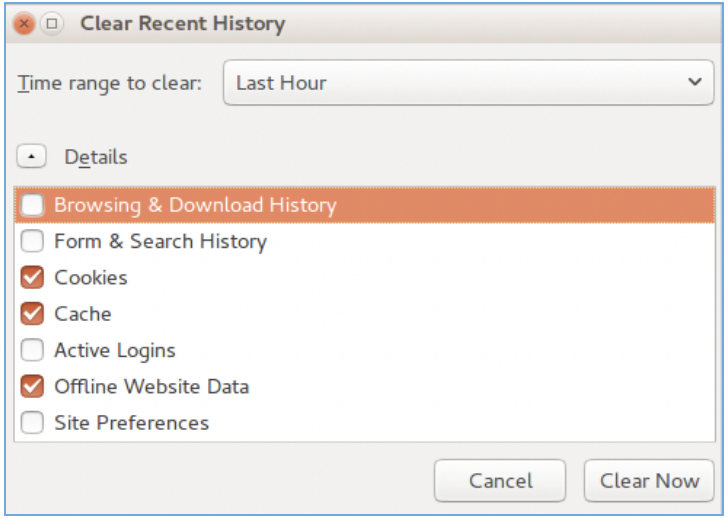 Clear Recent History
Time range to clear: Last Hour
Details
Browsing & Download History
Form & Search History
Cookies
Cache
Active Logins
Offline Website Data
Site Preferences
Cancel Clear Now